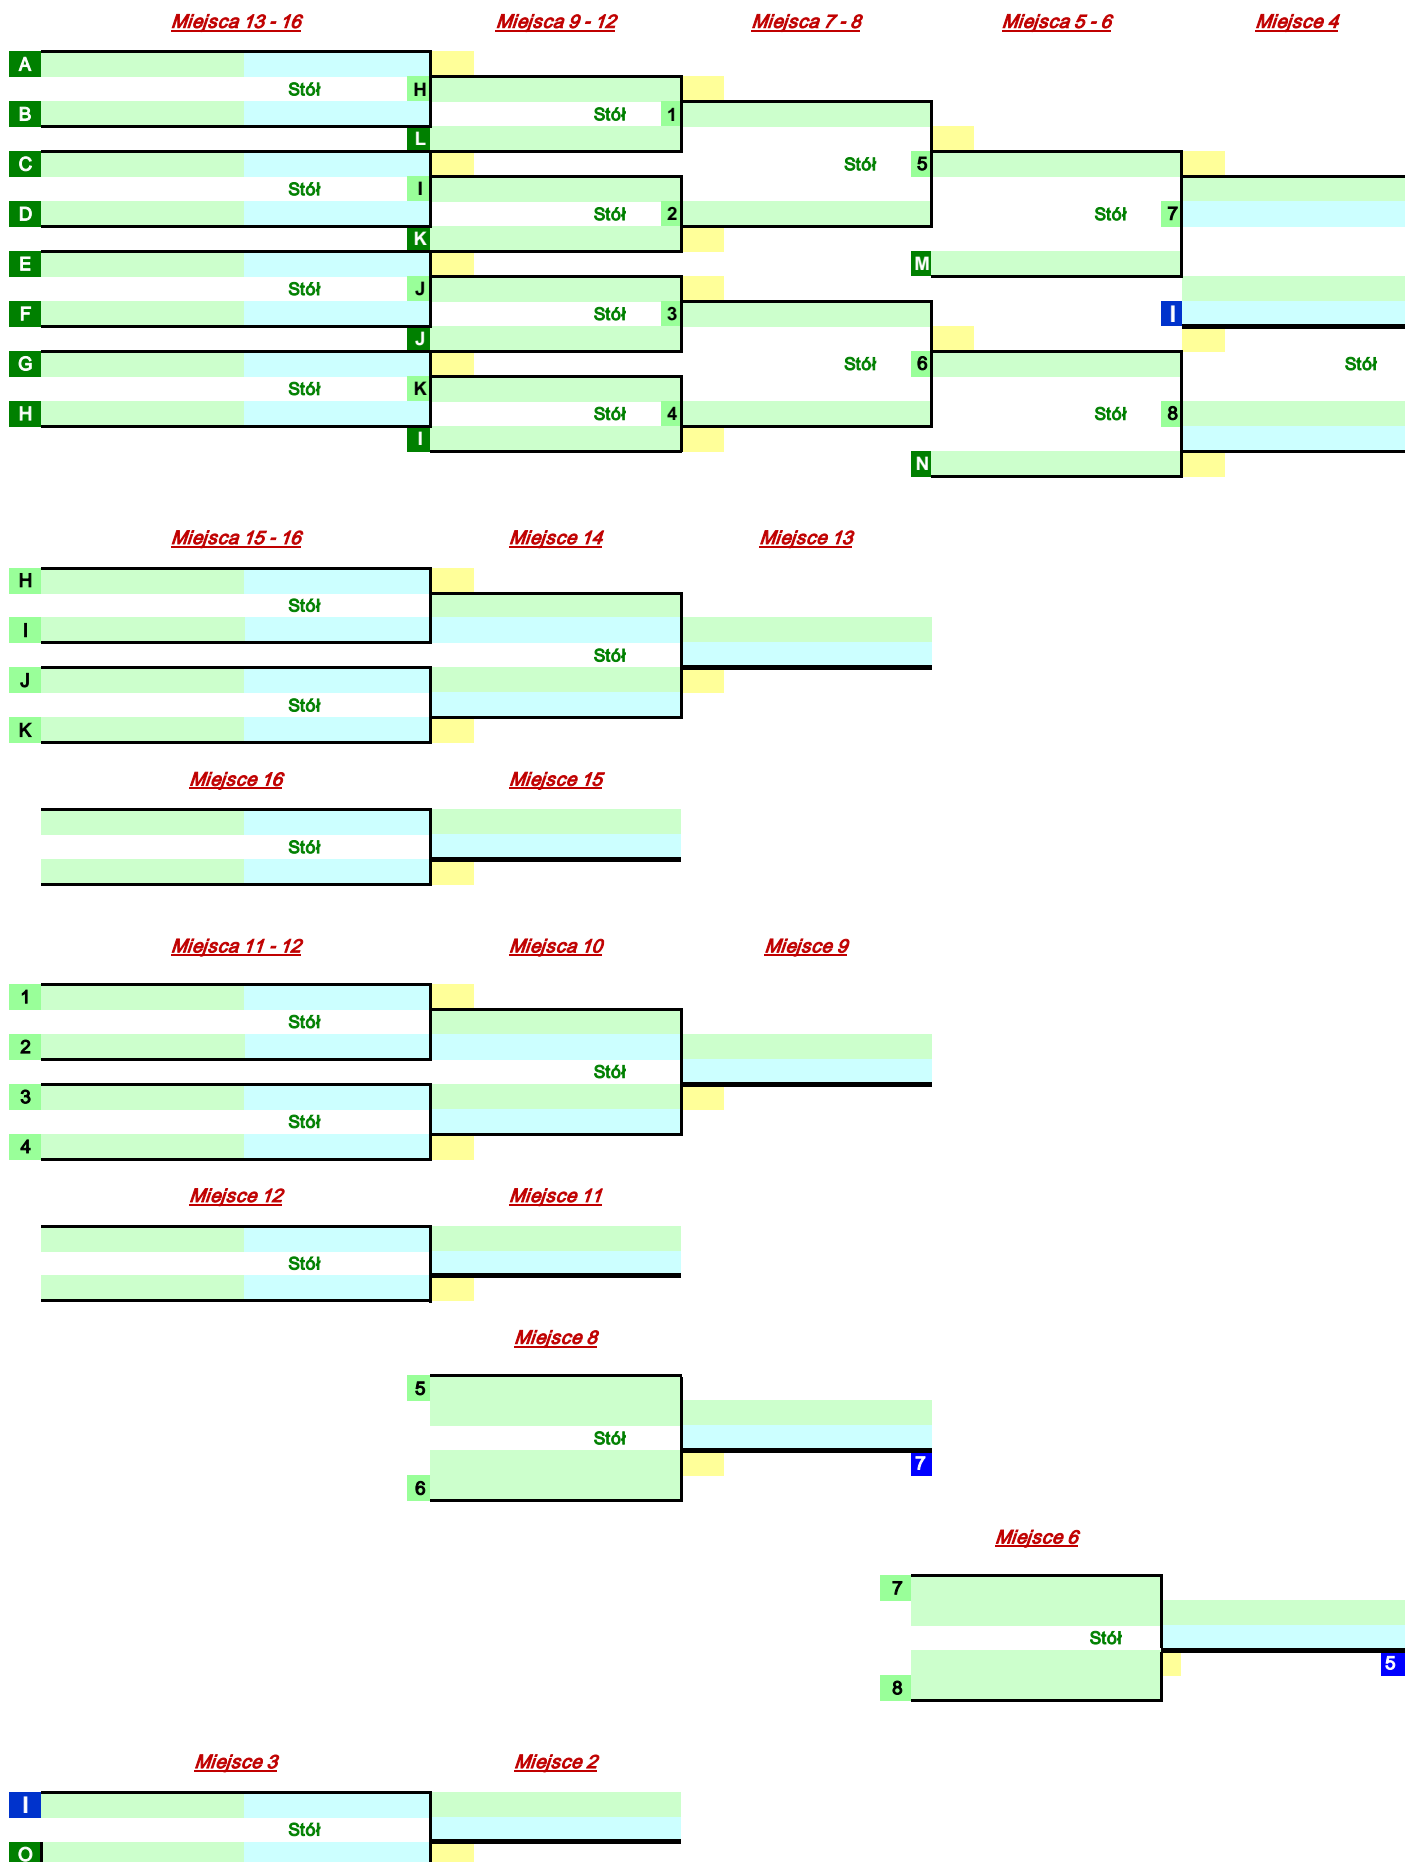 Miejsca 13 - 16 Miejsca 9 - 12 Miejsca 7 - 8 Miejsca 5 - 6 Miejsce 4
A
Stół H
B Stół 1
L
C Stół 5
Stół I
D Stół 2 Stół 7
K
E M
Stół J
F Stół 3 I
J
G Stół 6 Stół
Stół K
H Stół 4 Stół 8
I
N
Miejsca 15 - 16 Miejsce 14 Miejsce 13
H
Stół
I
Stół
J
Stół
K
Miejsce 16 Miejsce 15
Stół
Miejsca 11 - 12 Miejsca 10 Miejsce 9
1
Stół
2
Stół
3
Stół
4
Miejsce 12 Miejsce 11
Stół
Miejsce 8
5
Stół
7
6
Miejsce 6
7
Stół
5
8
Miejsce 3 Miejsce 2
I
Stół
O